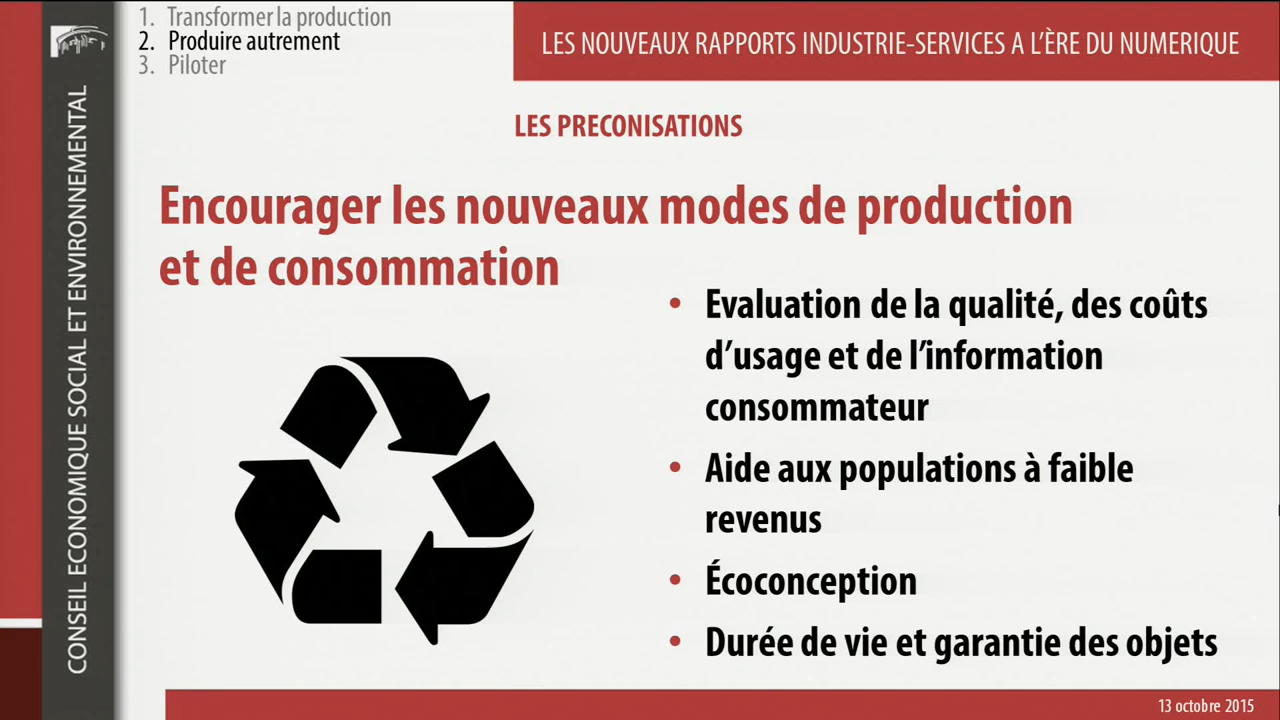 1. Transformer la production
2. Produire autrement
3. Piloter
LES NOUVEAUX RAPPORTS INDUSTRIE-SERVICES A L’ÈRE DU NUMERIQUE
CONSEIL ECONOMIQUE SOCIAL ET ENVIRONNEMENTAL
LES PRECONISATIONS
Encourager les nouveaux modes de production
et de consommation
• Evaluation de la qualité, des coûts
d’usage et de l’information
consommateur
• Aide aux populations à faible
revenus
• Écoconception
• Durée de vie et garantie des objets
13 octobre 2015